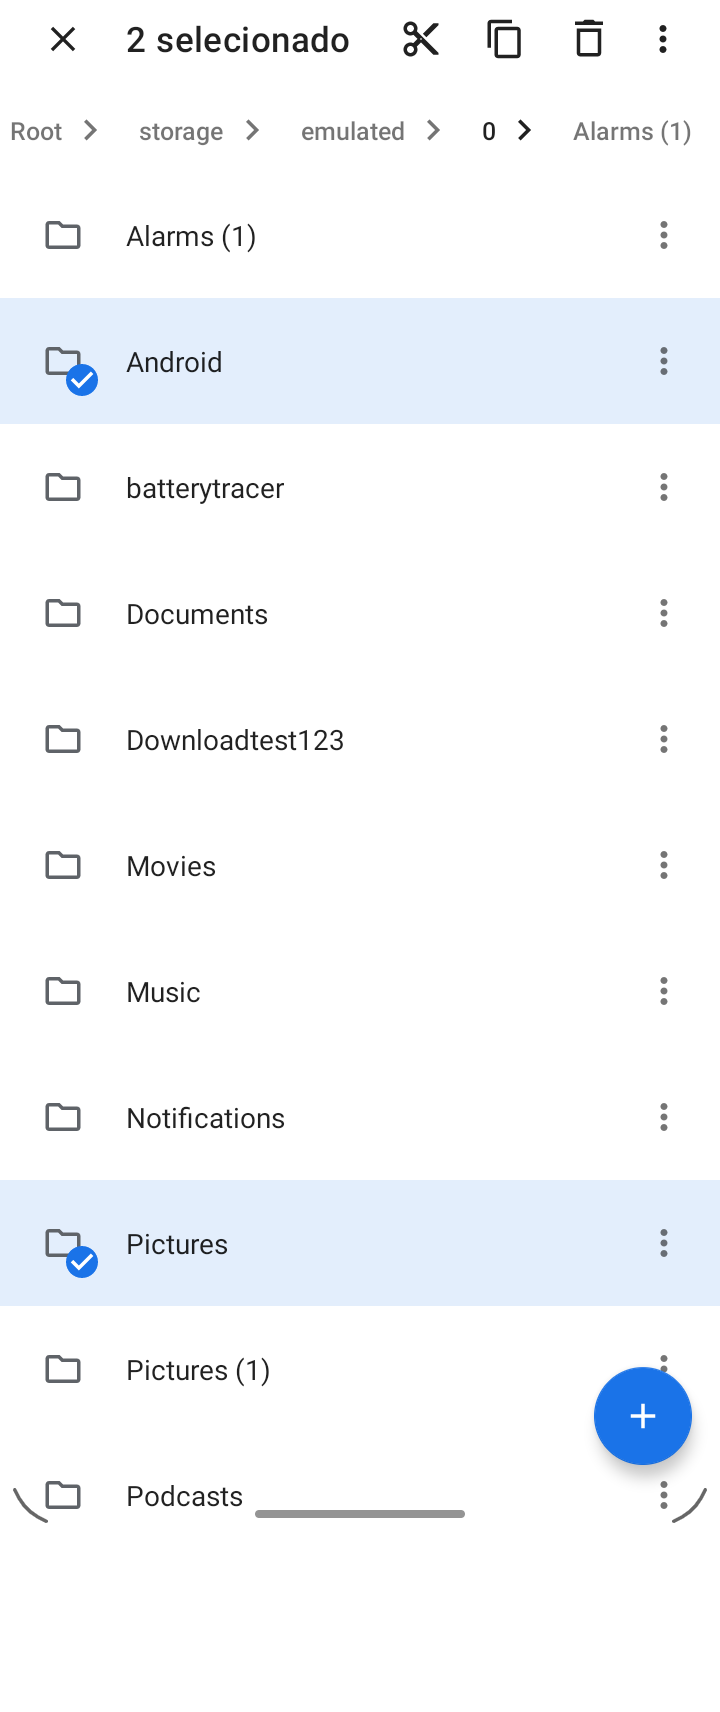 2 selecionado
Root storage emulated 0 Alarms (1)
Alarms (1)
Android
batterytracer
Documents
Downloadtest123
Movies
Music
Notifications
Pictures
Pictures (1)
Podcasts